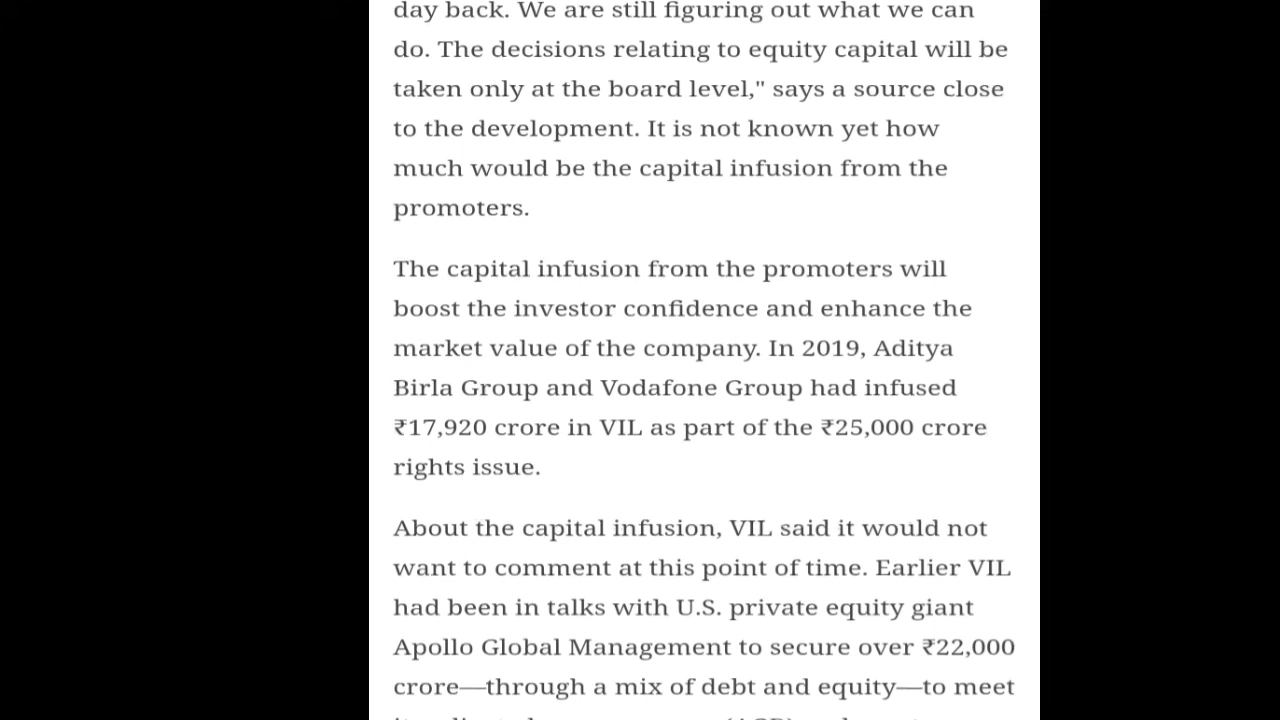 day back. We are still figuring out what we can
do. The decisions relating to equity capital will be
taken only at the board level," says a source close
to the development. It is not known yet how
much would be the capital infusion from the
promoters.
The capital infusion from the promoters will
boost the investor confidence and enhance the
market value of the company. In 2019, Aditya
Birla Group and Vodafone Group had infused
₹17,920 crore in VIL as part of the ₹25,000 crore
rights issue.
About the capital infusion, VIL said it would not
want to comment at this point of time. Earlier VIL
had been in talks with U.S. private equity giant
Apollo Global Management to secure over ₹22,000
crore—through a mix of debt and equity—to meet